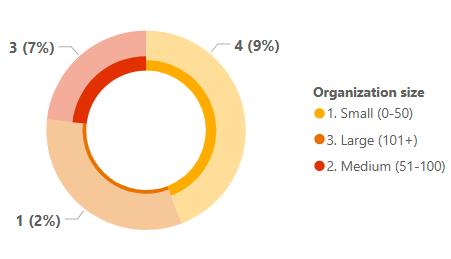 3 (7%)
4 (9%)
1 (2%)
Organization size
1. Small (0-50)
3. Large (101+)
2. Medium (51-100)